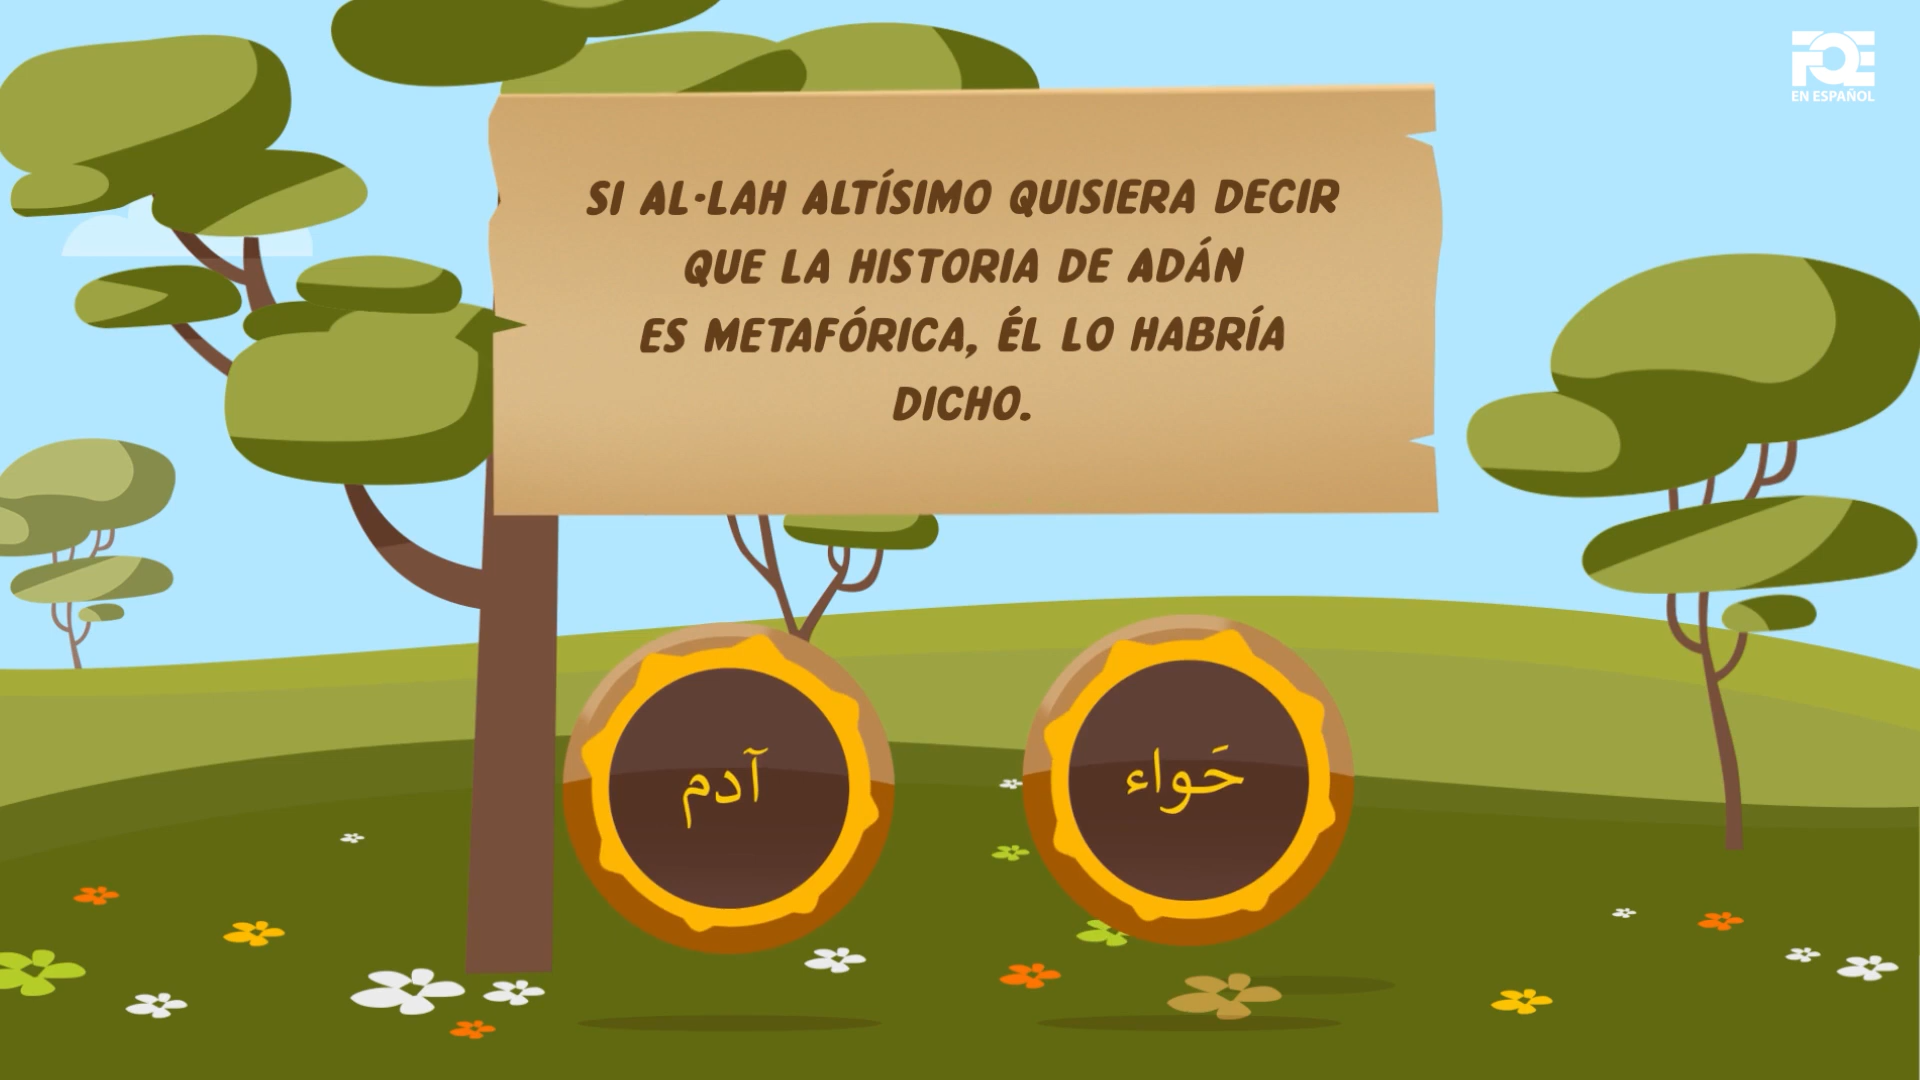 FQE
EN ESPAÑOL
SI AL·LAH ALTÍSIMO QUISIERA DECIR
QUE LA HISTORIA DE ADÁN
ES METAFÓRICA, ÉL LO HABRÍA
DICHO.
آدم
حَواء